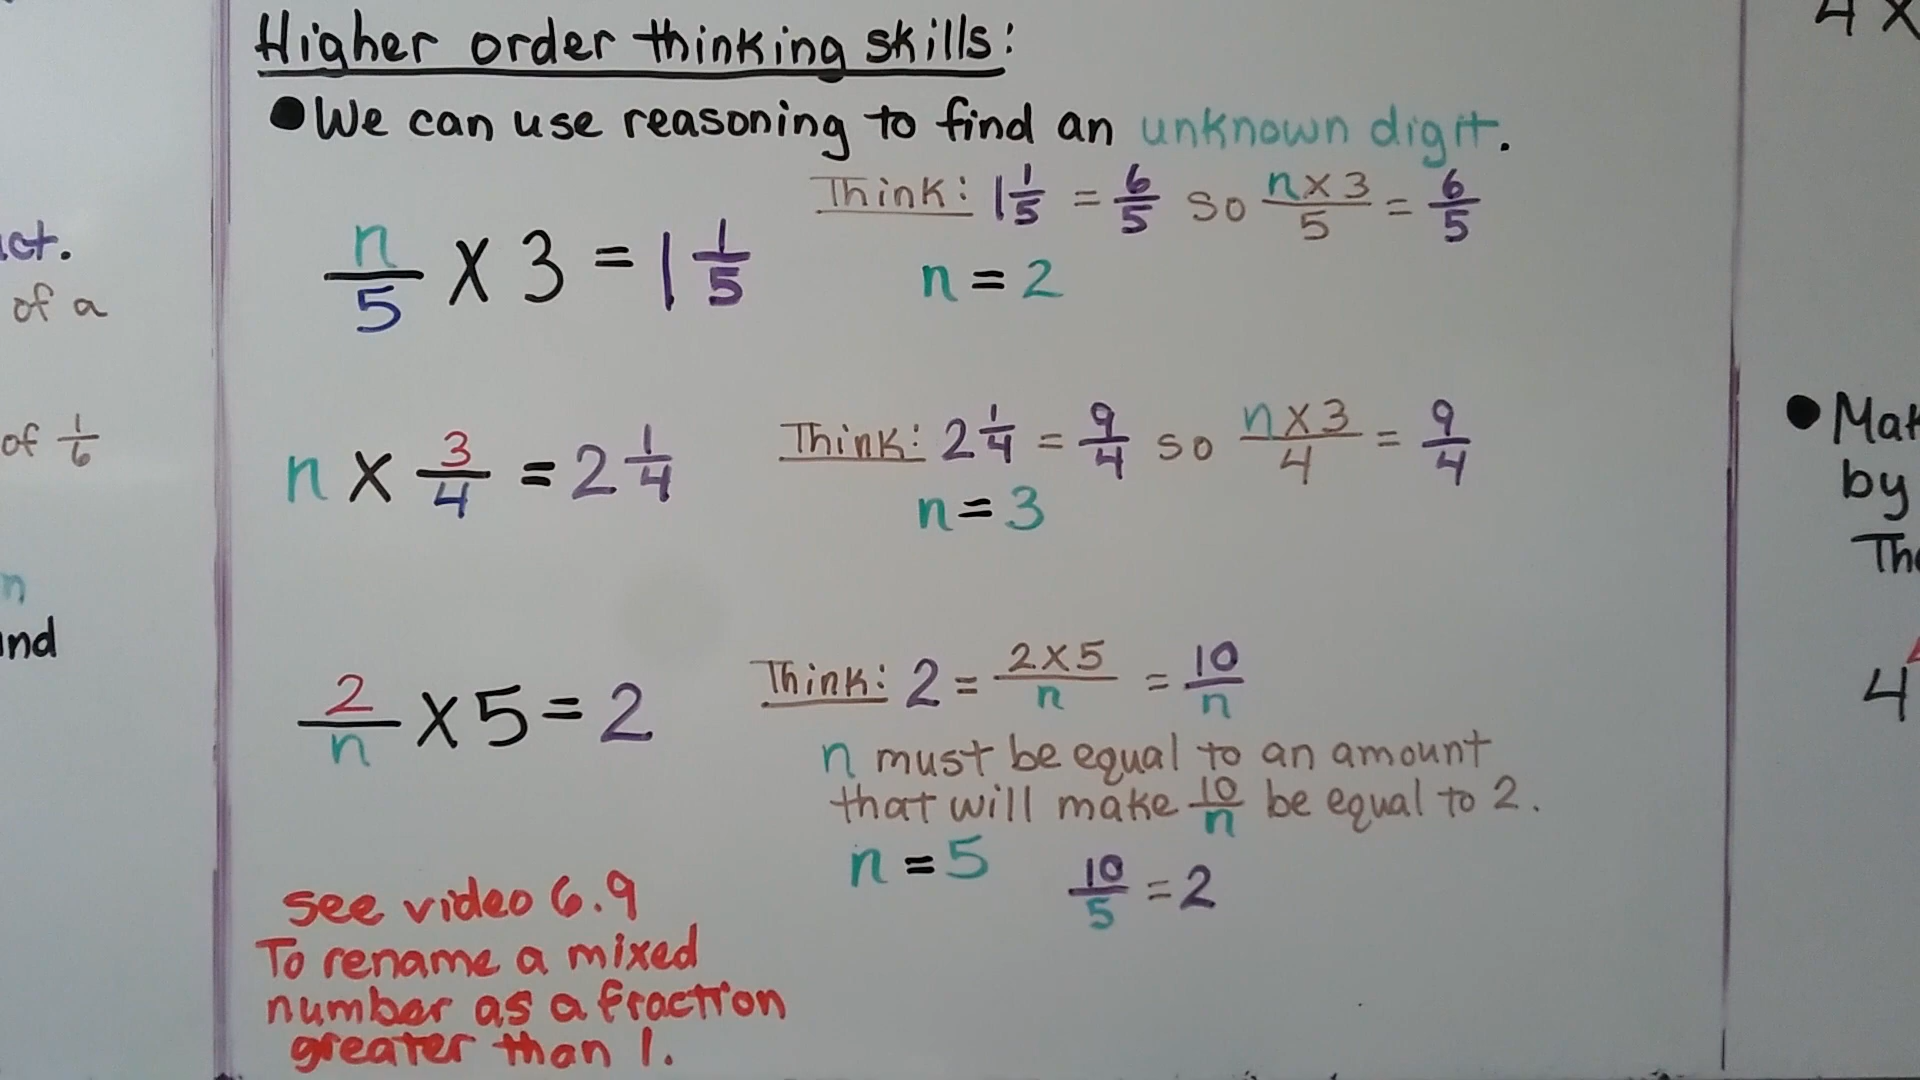 Higher order thinking skills:
●We can use reasoning to find an unknown digit.
n/5 x 3 = 1 1/5
Think: 1 1/5 = 6/5 so n x 3/5 = 6/5
n = 2
n x 3/4 = 2 1/4
Think: 2 1/4 = 9/4 so n x 3/4 = 9/4
n = 3
2/n x 5 = 2
Think: 2 = 2 x 5/n = 10/n
n must be equal to an amount
that will make 10/n be equal to 2.
n = 5 10/5 = 2
see video 6.9
To rename a mixed
number as a fraction
greater than 1.
of a
of 1/6
n
4 x
●
by
4